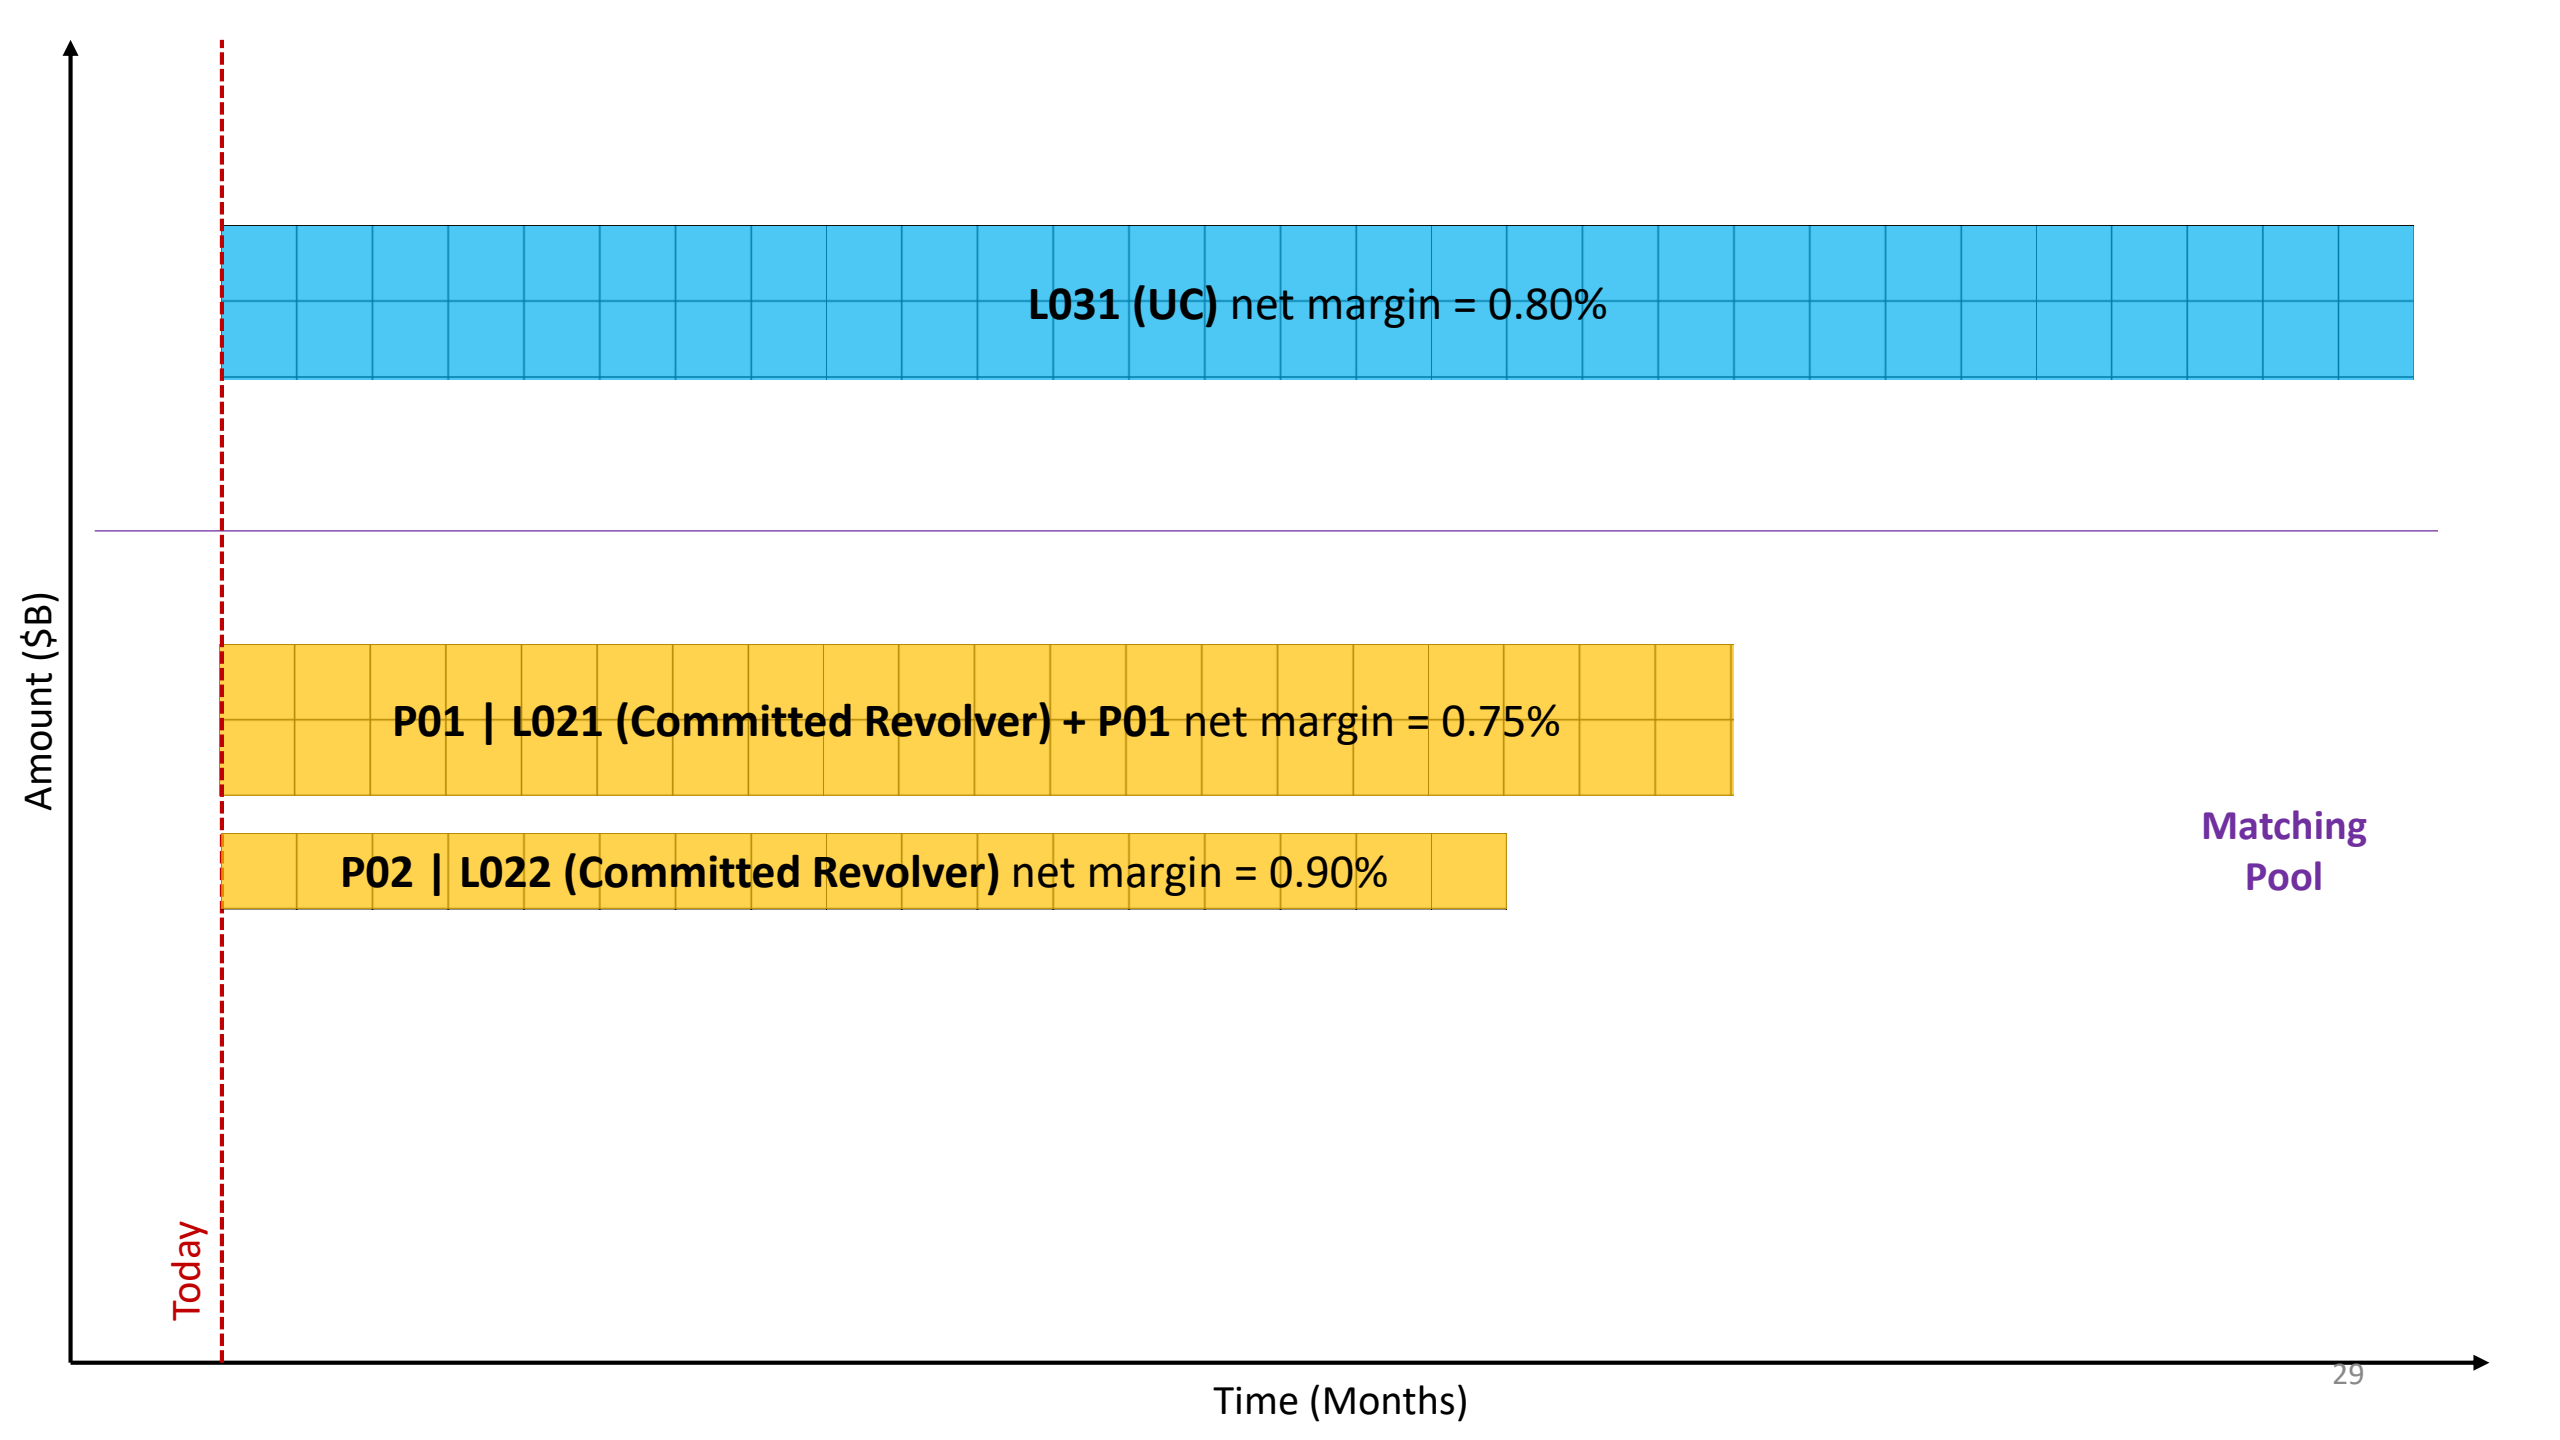 L031 (UC) net margin = 0.80%
Amount ($B)
P01 | L021 (Committed Revolver) + P01 net margin = 0.75%
P02 | L022 (Committed Revolver) net margin = 0.90%
Matching
Pool
Today
29
Time (Months)